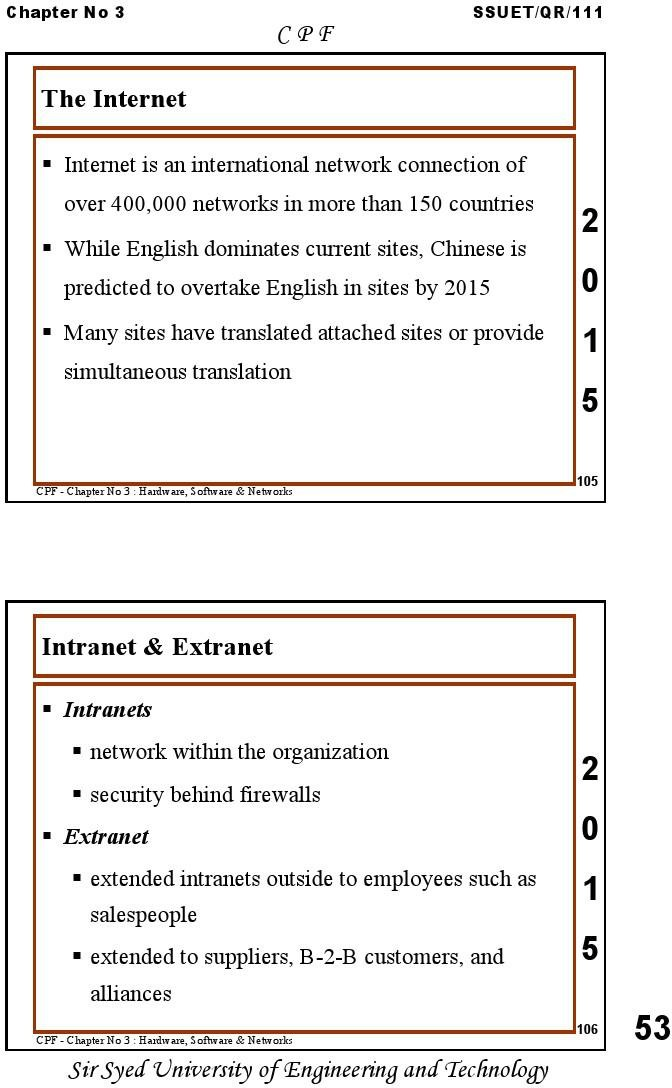 Chapter No 3 SSUET/QR/111
C P F
The Internet
▪ Internet is an international network connection of
over 400,000 networks in more than 150 countries
▪ While English dominates current sites, Chinese is
predicted to overtake English in sites by 2015
▪ Many sites have translated attached sites or provide
simultaneous translation
2
0
1
5
105
CPF - Chapter No 3 : Hardware, Software & Networks
Intranet & Extranet
▪ Intranets
▪ network within the organization
▪ security behind firewalls
▪ Extranet
▪ extended intranets outside to employees such as
salespeople
▪ extended to suppliers, B-2-B customers, and
alliances
2
0
1
5
106
CPF - Chapter No 3 : Hardware, Software & Networks
53
Sir Syed University of Engineering and Technology